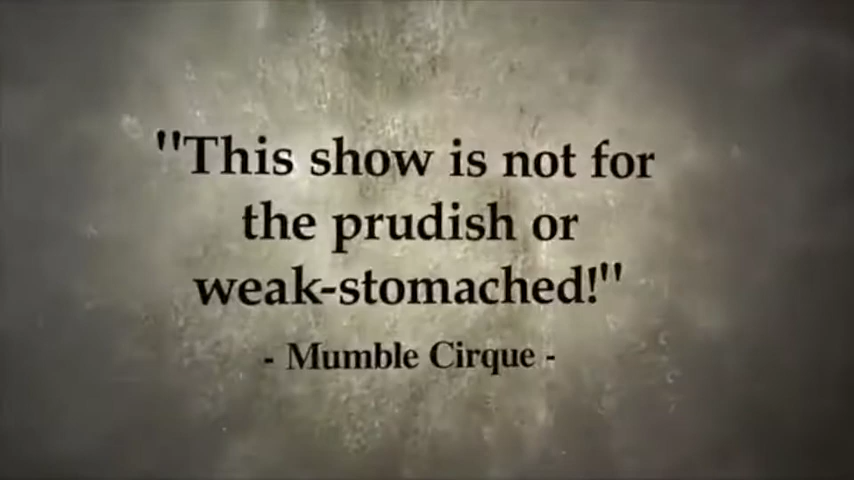 "This show is not for
the prudish or
weak-stomached!"
- Mumble Cirque -